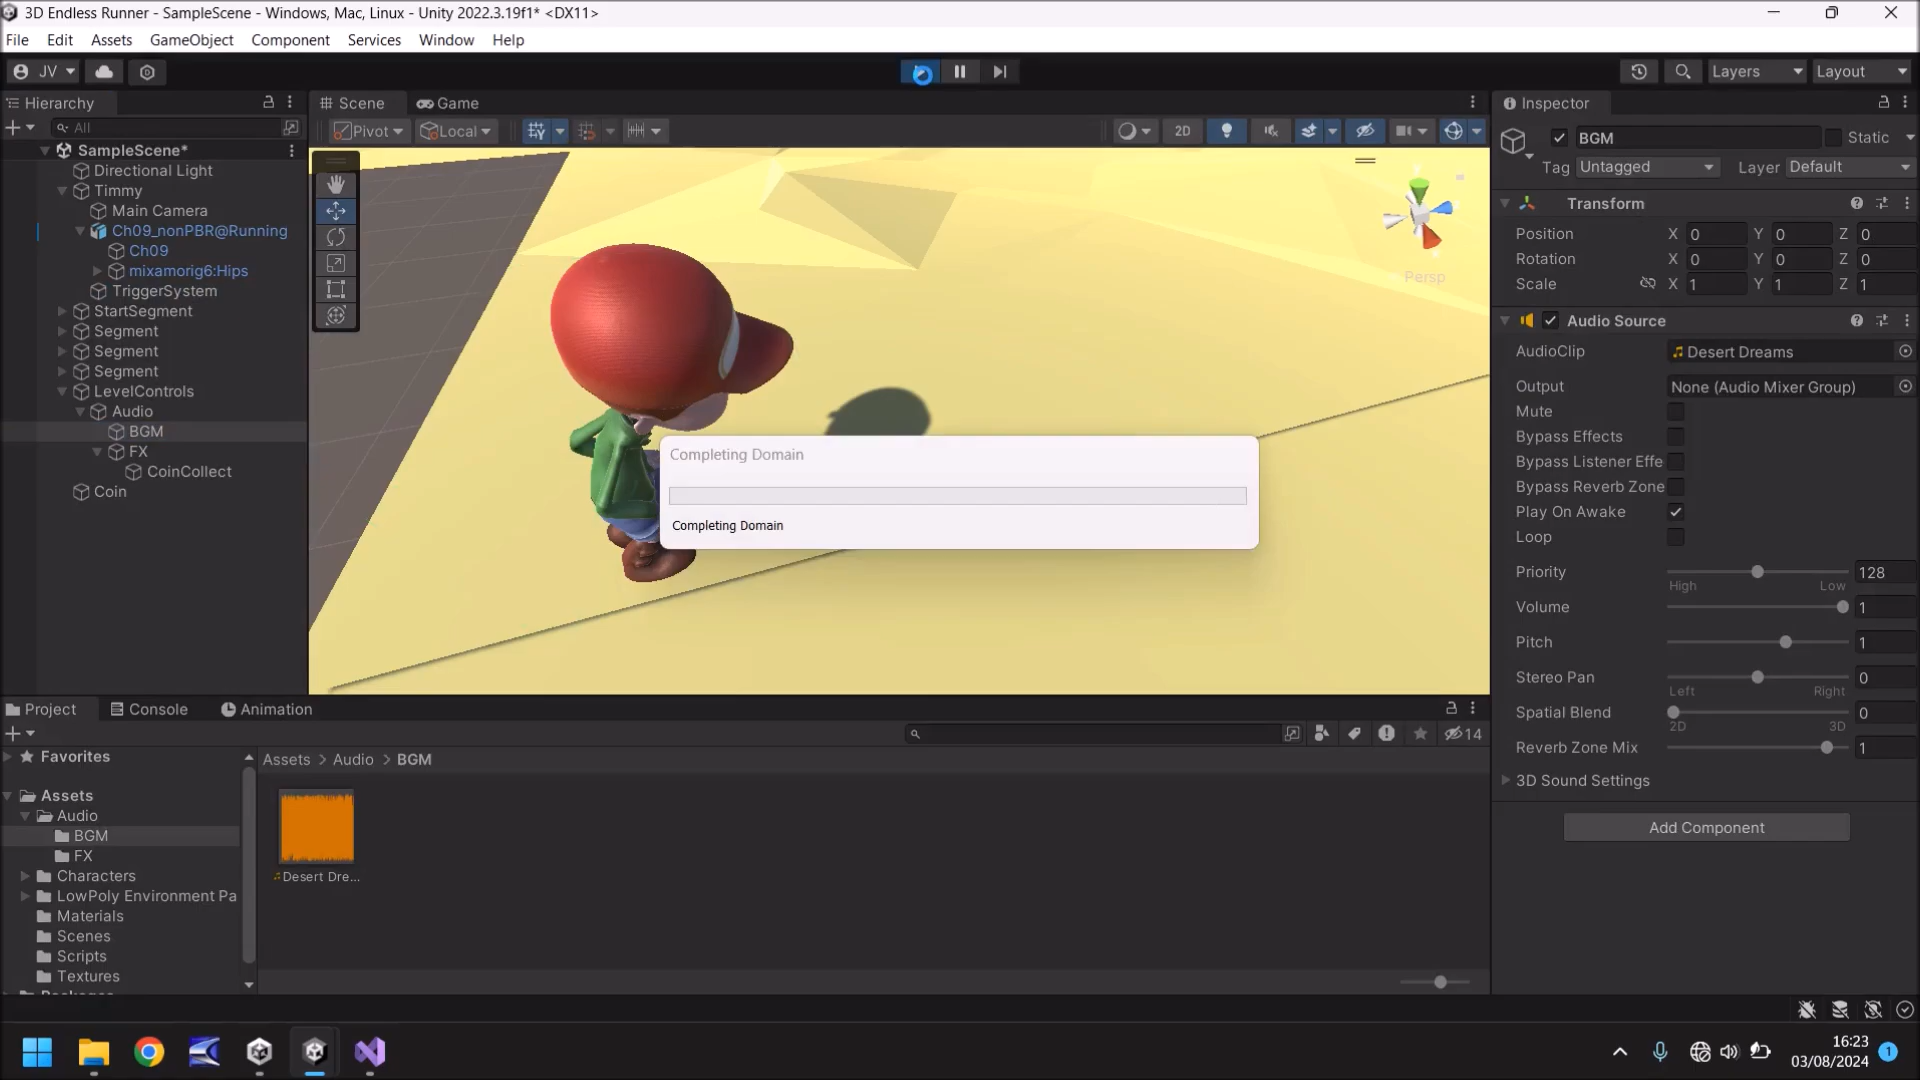 3D Endless Runner - SampleScene - Windows, Mac, Linux - Unity 2022.3.19f1* <DX11>
File Edit Assets GameObject Component Services Window Help
JV Layers Layout
Hierarchy
All
SampleScene*
Directional Light
Timmy
Main Camera
Ch09_nonPBR@Running
Ch09
mixamorig6:Hips
TriggerSystem
StartSegment
Segment
Segment
Segment
LevelControls
Audio
BGM
FX
CoinCollect
Coin
Scene Game
Pivot Local 2D
Persp
Completing Domain
Completing Domain
Inspector
BGM Static
Tag Untagged Layer Default
Transform
Position X 0 Y 0 Z 0
Rotation X 0 Y 0 Z 0
Scale X 1 Y 1 Z 1
Audio Source
AudioClip Desert Dreams
Output None (Audio Mixer Group)
Mute
Bypass Effects
Bypass Listener Effe
Bypass Reverb Zone
Play On Awake
Loop
Priority 128
High Low
Volume 1
Pitch 1
Stereo Pan 0
Left Right
Spatial Blend 0
2D 3D
Reverb Zone Mix 1
3D Sound Settings
Add Component
Project Console Animation
14
Favorites
Assets
Audio
BGM
FX
Characters
LowPoly Environment Pa
Materials
Scenes
Scripts
Textures
Assets > Audio > BGM
Desert Dre...
16:23
03/08/2024
1